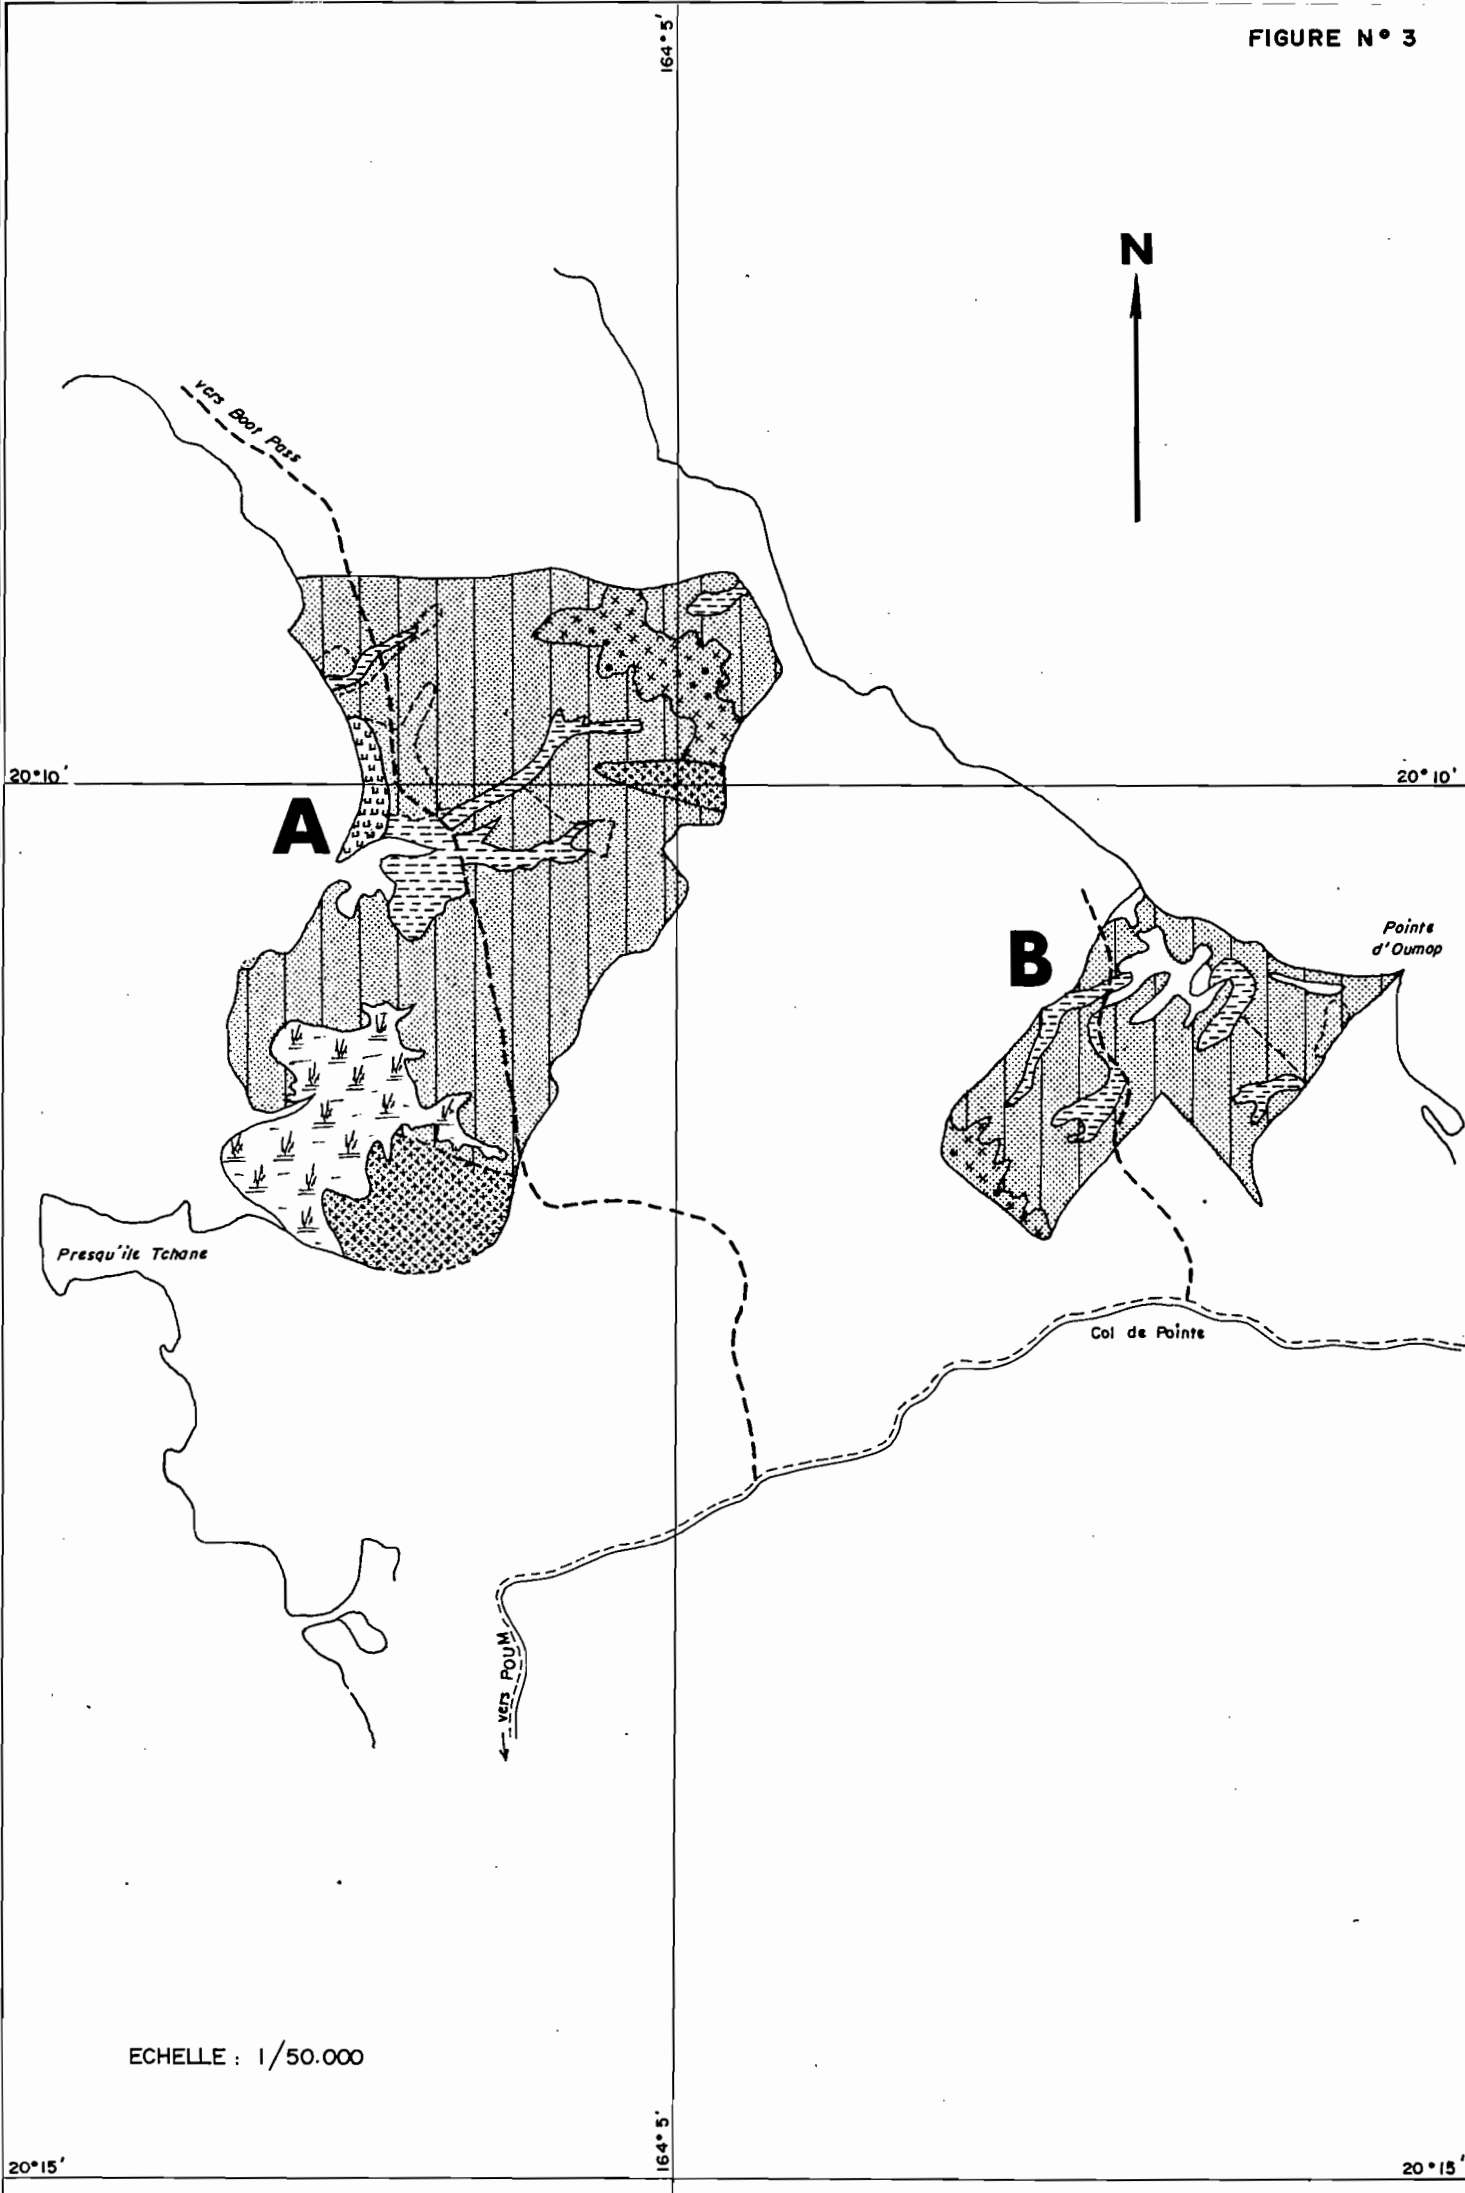 164° 5'
FIGURE N° 3
N
vers Boot Pass
20°10'
20°10'
A
B
Pointe
d'Oumop
Presqu'ile Tchane
Col de Pointe
vers POUM
ECHELLE : 1/50.000
164° 5'
20°15'
20°15'